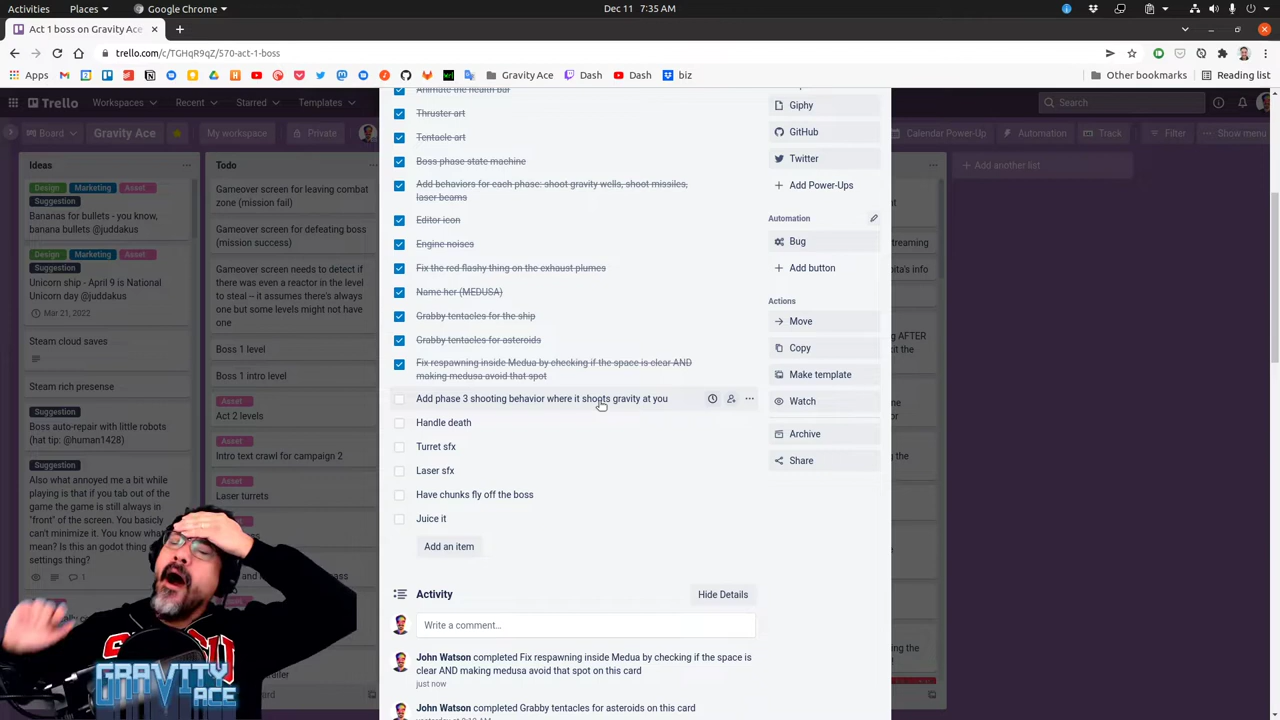 Activities
Places
Google Chrome
Dec 11 7:35 AM
Act 1 boss on Gravity Ace
trello.com/c/TGHqR9qZ/570-act-1-boss
Apps
Gravity Ace
Dash
Dash
biz
Other bookmarks
Reading list
Trello
Workspaces
Recent
Starred
Templates
Search
Board
Gravity Ace
My workspace
Private
Calendar Power-Up
Automation
Track
Filter
Show menu
Ideas
Design
Marketing
Asset
Suggestion
Bananas for bullets - you know,
banana bullets @juddakus
Design
Marketing
Asset
Suggestion
Unicorn ship - April 9 is National
Unicorn day @juddakus
Mar 21, 2022
Steam cloud saves
Steam rich presense
Suggestion
Boss auto-repair with little robots
(hat tip: @human1428)
Suggestion
Also what annoyed me a bit while
playing is that if you tab out of the
game the game is still always in
"front" of the screen. You basicly
can't minimize it. You know what
mean? Is this an godot thing
settings thing?
1
Todo
Gameover screen for leaving combat
zone (mission fail)
Gameover screen for defeating boss
(mission success)
Gameover screen needs to detect if
there was even a reactor in the level
to steal – it assumes there's always
one but some levels might not have
one
Boss 1 level
Boss 1 intro level
Asset
Act 2 levels
Asset
Intro text crawl for campaign 2
Asset
Laser turrets
Animate the health bar
Thruster art
Tentacle art
Boss phase state machine
Add behaviors for each phase: shoot gravity wells, shoot missiles,
laser beams
Editor icon
Engine noises
Fix the red flashy thing on the exhaust plumes
Name her (MEDUSA)
Grabby tentacles for the ship
Grabby tentacles for asteroids
Fix respawning inside Medua by checking if the space is clear AND
making medusa avoid that spot
Add phase 3 shooting behavior where it shoots gravity at you
Handle death
Turret sfx
Laser sfx
Have chunks fly off the boss
Juice it
Add an item
Activity
Hide Details
Write a comment…
John Watson completed Fix respawning inside Medua by checking if the space is
clear AND making medusa avoid that spot on this card
just now
John Watson completed Grabby tentacles for asteroids on this card
Giphy
GitHub
Twitter
Add Power-Ups
Automation
Bug
Add button
Actions
Move
Copy
Make template
Watch
Archive
Share
Add another list
GRAVITY
ACE